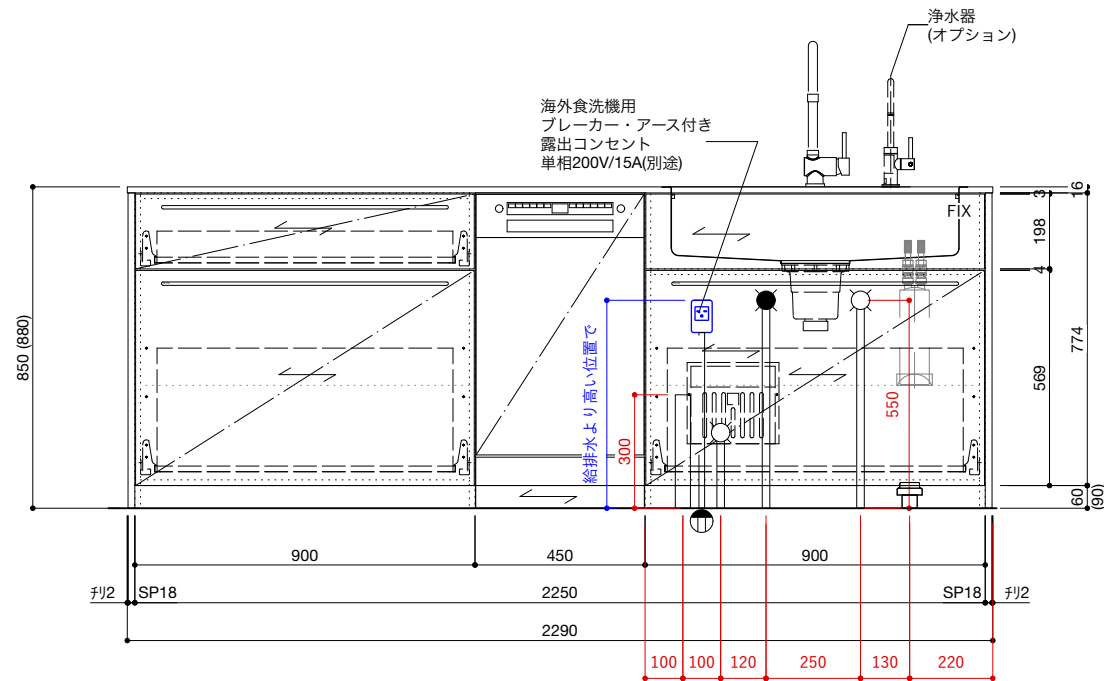 浄水器
(オプション)
海外食洗機用
ブレーカー・アース付き
露出コンセント
単相200V/15A(別途)
FIX
16
3
198
4
774
569
60
(90)
850 (880)
給排水より高い位置で
300
550
900
450
900
チリ2
SP18
2250
SP18
チリ2
2290
100
100
120
250
130
220